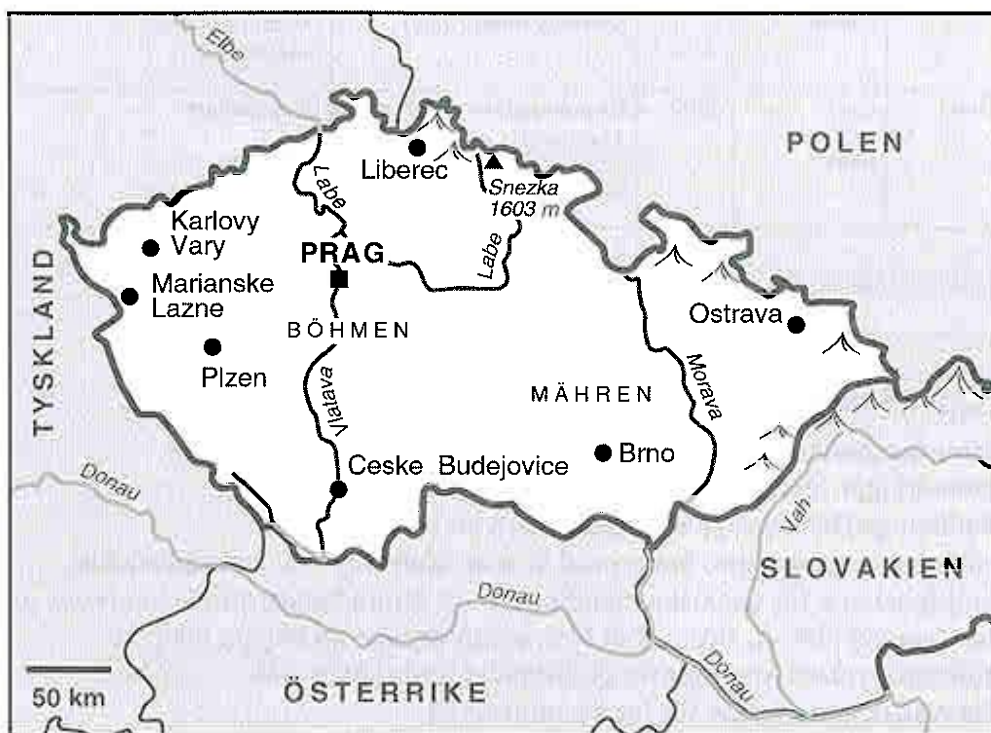 Elbe
POLEN
Liberec
Labe
Snezka
1603 m
Karlovy
Vary
PRAG
Labe
TYSKLAND
Marianske
Lazne
Ostrava
BÖHMEN
Plzen
Morava
MÄHREN
Vlatava
Brno
Ceske Budejovice
Donau
Vah
SLOVAKIEN
Donau
Donau
50 km
ÖSTERRIKE